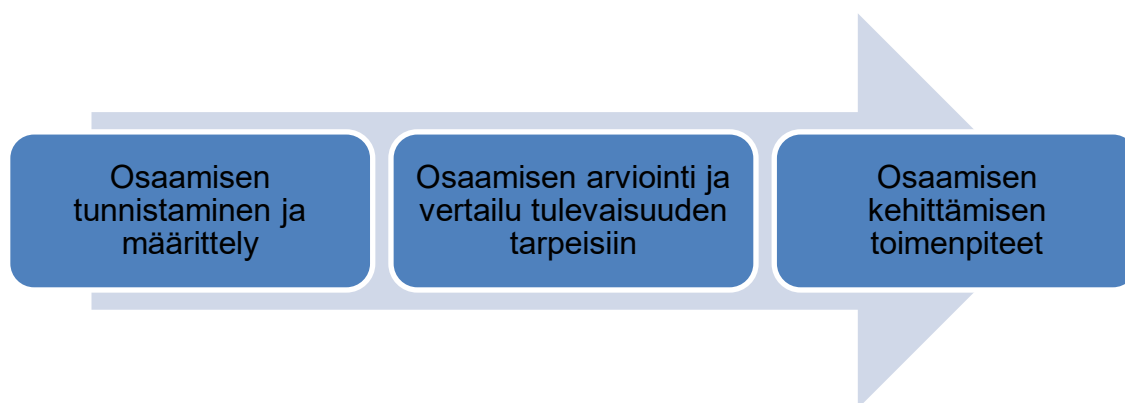 Osaamisen
tunnistaminen ja
määrittely
Osaamisen arviointi ja
vertailu tulevaisuuden
tarpeisiin
Osaamisen
kehittämisen
toimenpiteet